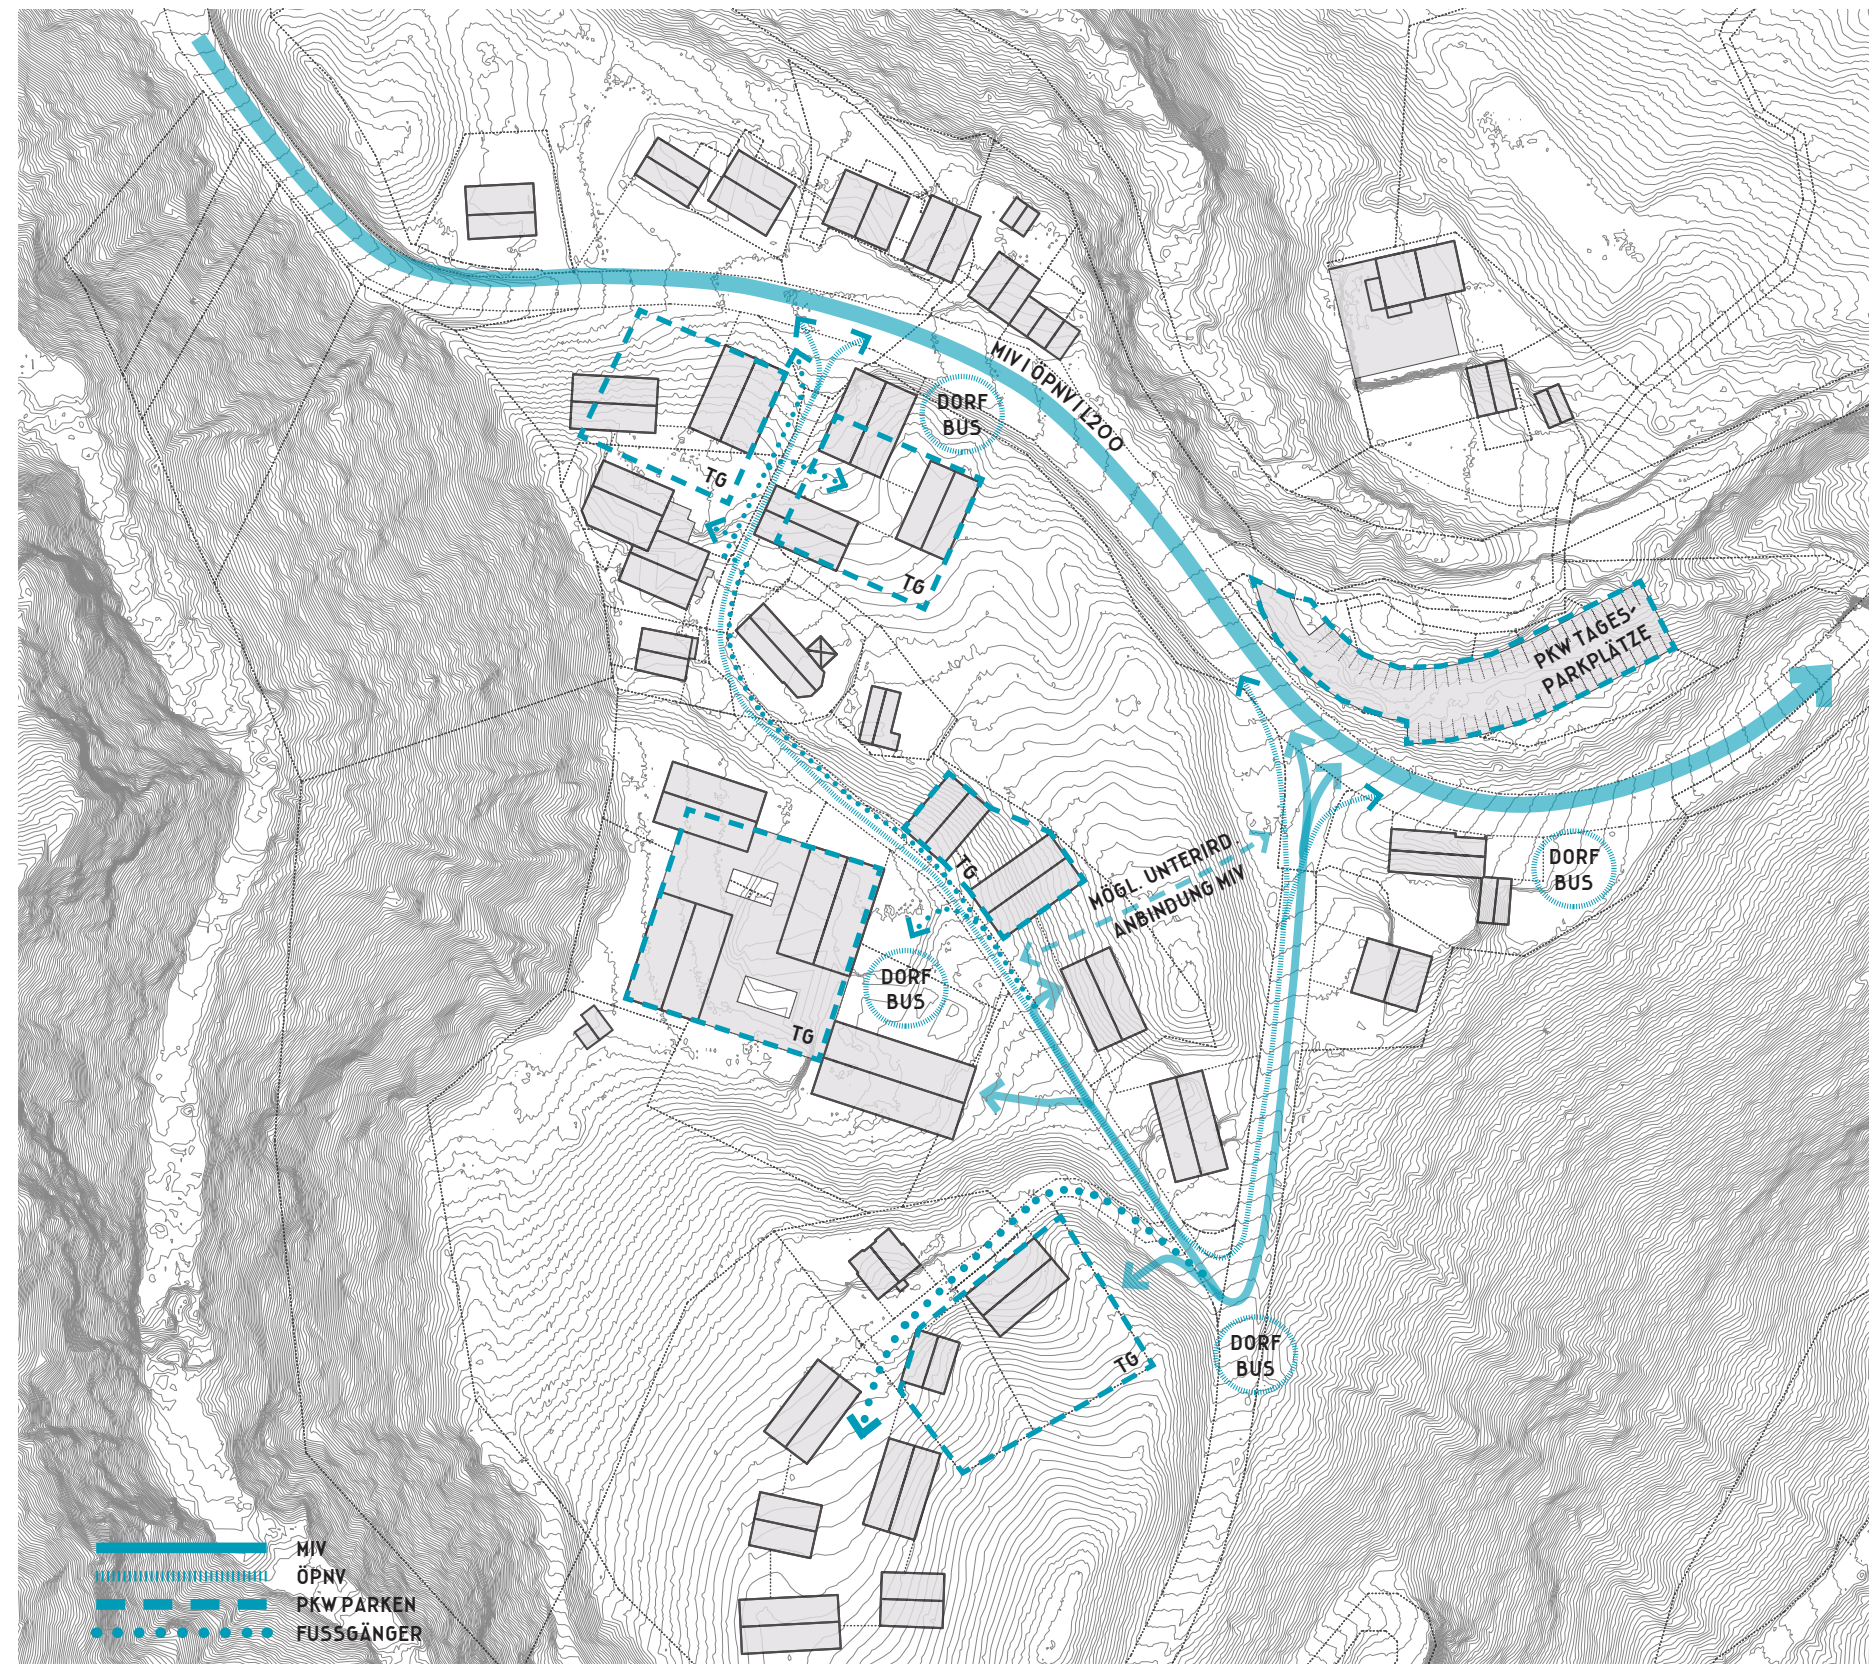 MIV I ÖPNV I L200
DORF
BUS
TG
TG
PKW TAGES-
PARKPLÄTZE
MÖGL. UNTERIRD.
ANBINDUNG MIV
TG
DORF
BUS
DORF
BUS
TG
DORF
BUS
TG
MIV
ÖPNV
PKW PARKEN
FUSSGÄNGER